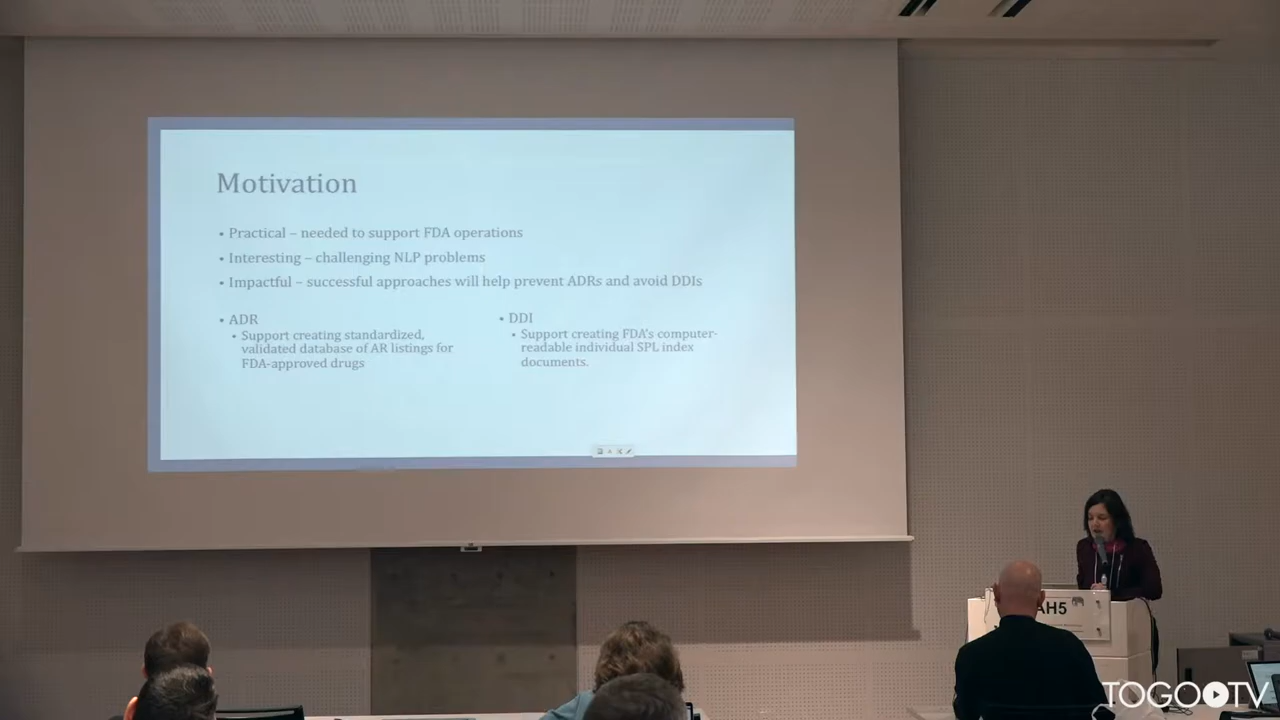 Motivation
• Practical – needed to support FDA operations
• Interesting – challenging NLP problems
• Impactful – successful approaches will help prevent ADRs and avoid DDIs
• ADR
• Support creating standardized,
validated database of AR listings for
FDA-approved drugs
• DDI
• Support creating FDA's computer-
readable individual SPL index
documents.
AH5
TOGOTV